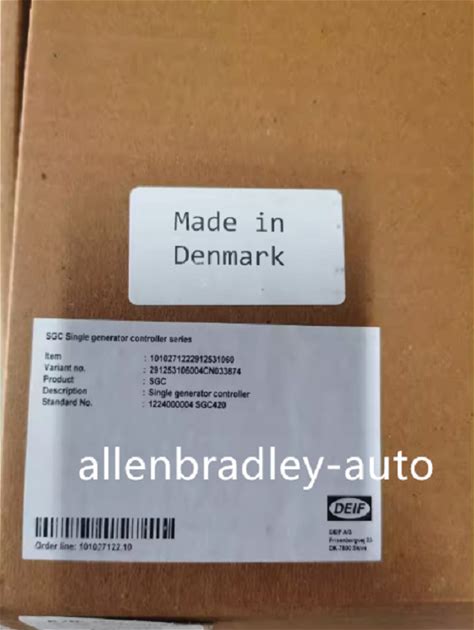 Made in
Denmark
SGC Single generator controller series
Item : 1010271222912531060
Variant no. : 291253106004CN033874
Product : SGC
Description : Single generator controller
Standard No. : 1224000004 SGC420
allenbradley-auto
DEIF
DEIF A/S
Order line: 101027122.10